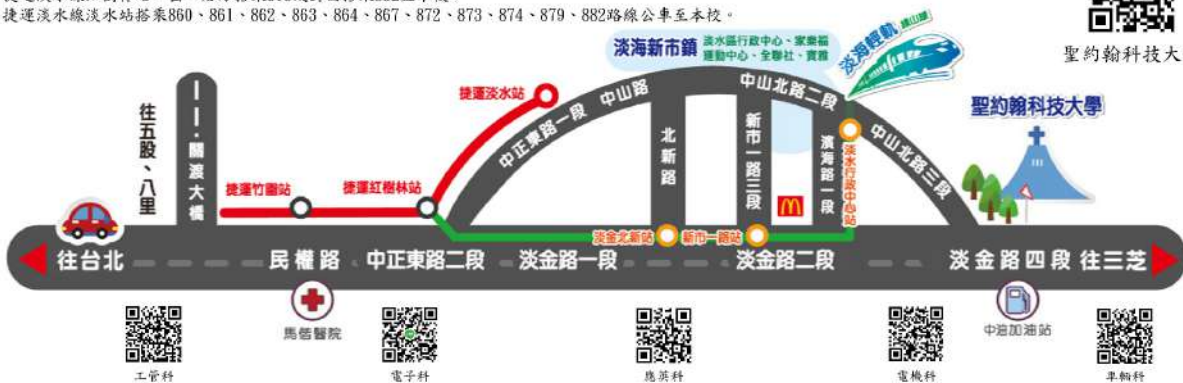 捷運淡水線淡水站搭乘860、861、862、863、864、867、872、873、874、879、882路線公車至本校。
聖約翰科技大
淡海新市鎮
淡水區行政中心、家樂福
運動中心、全聯社、寶雅
淡海輕軌
綠山線
捷運淡水站
中正東路一段
中山路
中山北路二段
中山北路三段
聖約翰科技大學
往五股、八里
關渡大橋
北新路
新市一路三段
濱海路一段
淡水行政中心站
捷運竹圍站
捷運紅樹林站
淡金北新站
新市一路站
往台北
民權路
中正東路二段
淡金路一段
淡金路二段
淡金路四段
往三芝
馬偕醫院
中油加油站
工管科
電子科
應英科
電機科
車輛科